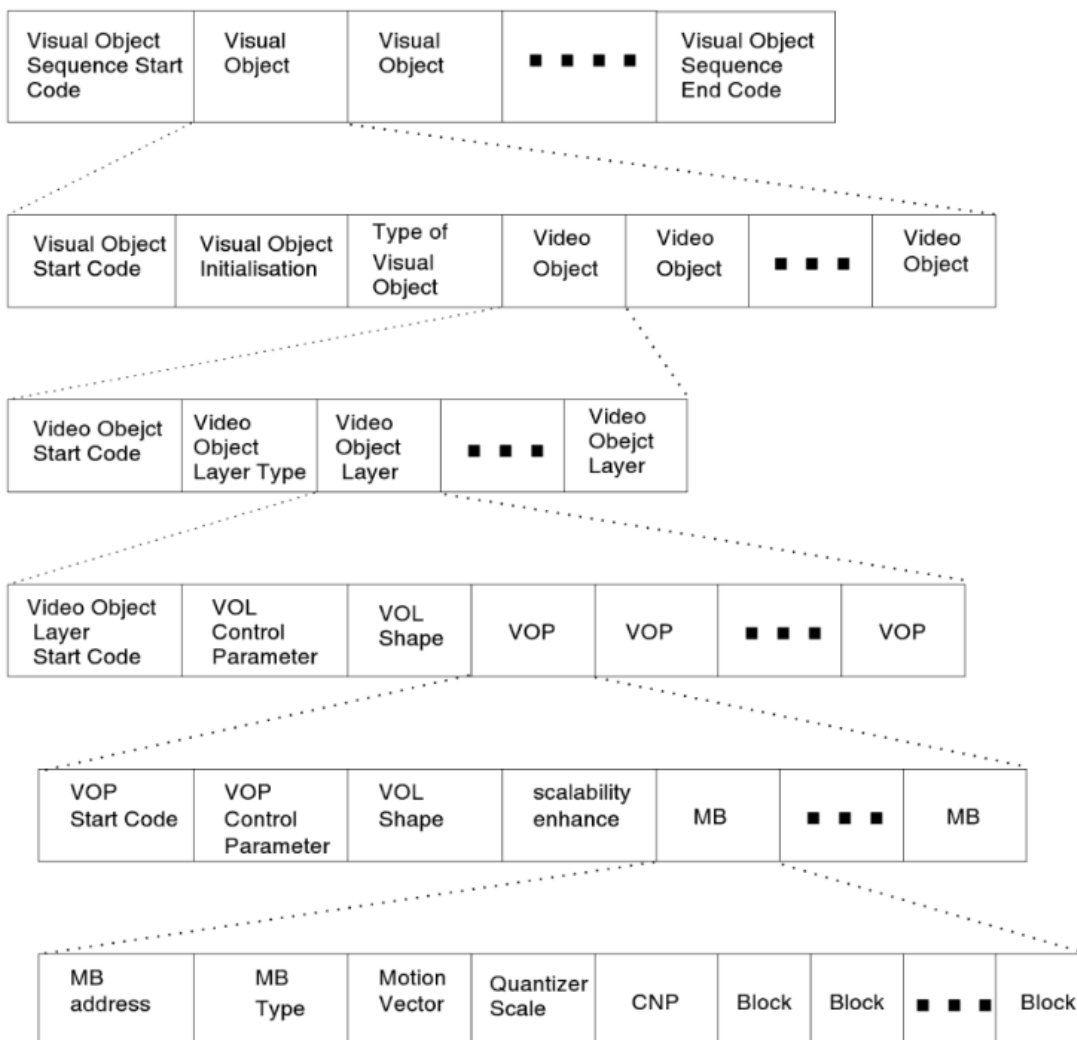 Visual Object
Sequence Start
Code
Visual
Object
Visual
Object
Visual Object
Sequence
End Code
Visual Object
Start Code
Visual Object
Initialisation
Type of
Visual
Object
Video
Object
Video
Object
Video
Object
Video Obejct
Start Code
Video
Object
Layer Type
Video
Object
Layer
Video
Obejct
Layer
Video Object
Layer
Start Code
VOL
Control
Parameter
VOL
Shape
VOP
VOP
VOP
VOP
Start Code
VOP
Control
Parameter
VOL
Shape
scalability
enhance
MB
MB
MB
address
MB
Type
Motion
Vector
Quantizer
Scale
CNP
Block
Block
Block